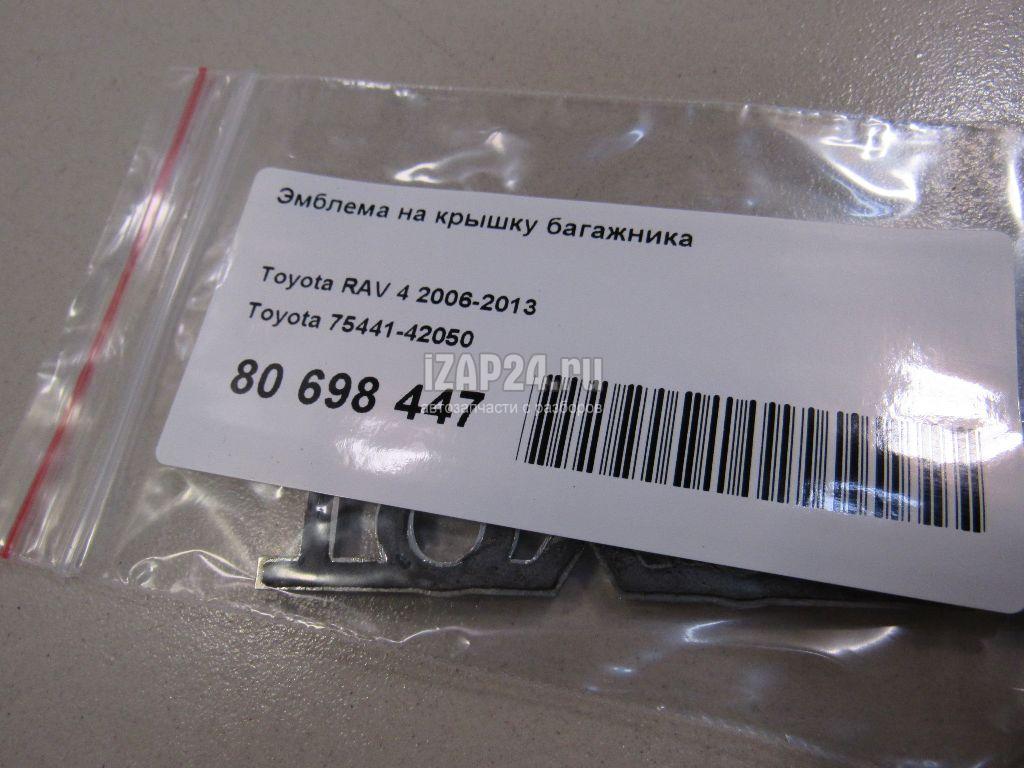 Эмблема на крышку багажника
Toyota RAV 4 2006-2013
Toyota 75441-42050
80 698 447
iZAP24.ru
автозапчасти с разборов